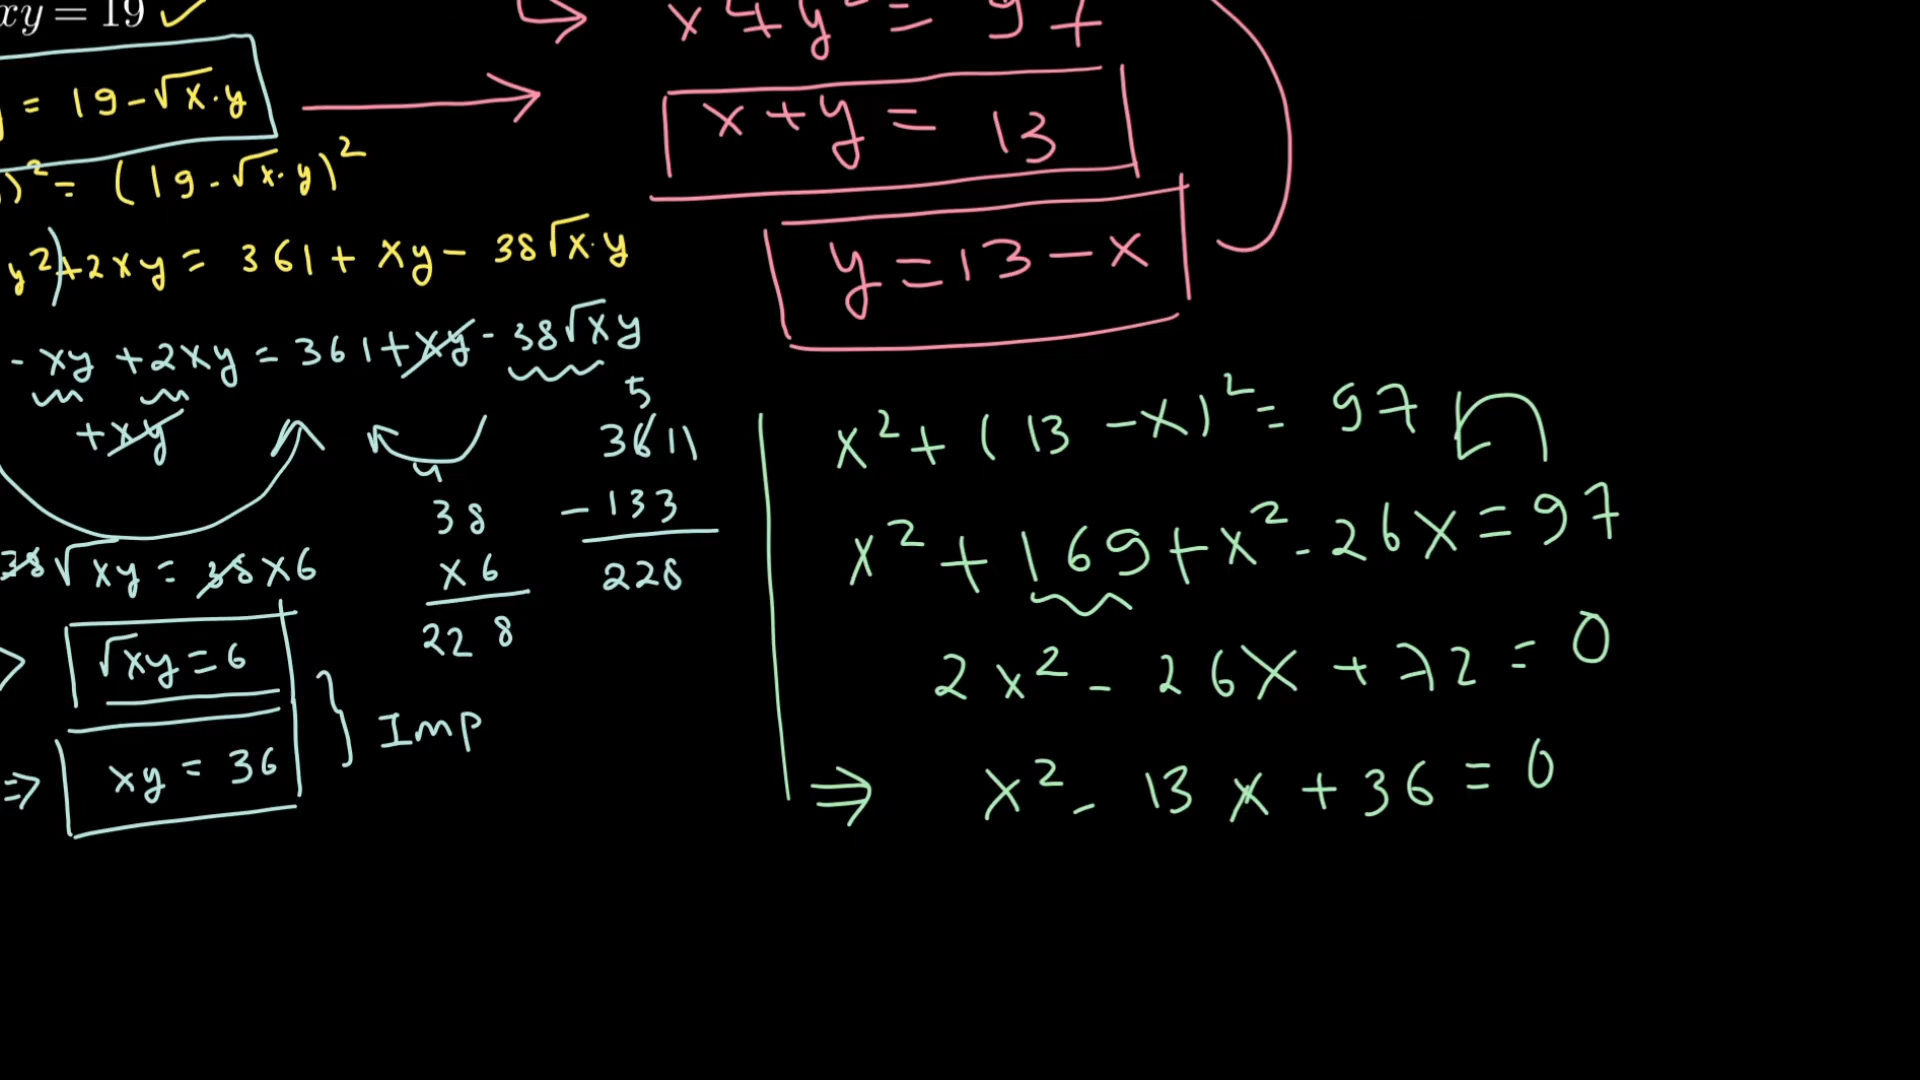 xy = 19 ✓
= 19 - √x.y
)² = (19 - √x.y)²
y²) + 2xy = 361 + xy - 38√x.y
- xy + 2xy = 361 + xy - 38√xy
+xy
38√xy = 38 x 6
√xy = 6
⇒ xy = 36
} Imp
4
38
x 6
228
5
3611
- 133
228
= 97
x + y = 13
y = 13 - x
x² + (13 - x)² = 97
x² + 169 + x² - 26x = 97
2x² - 26x + 72 = 0
⇒ x² - 13x + 36 = 0